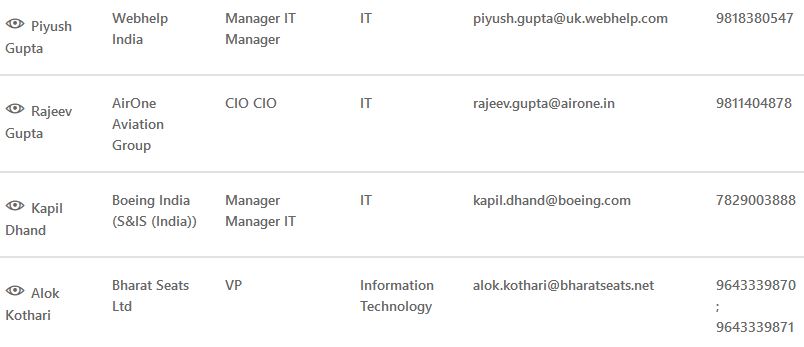 Piyush Gupta Webhelp India Manager IT Manager IT piyush.gupta@uk.webhelp.com 9818380547
Rajeev Gupta AirOne Aviation Group CIO CIO IT rajeev.gupta@airone.in 9811404878
Kapil Dhand Boeing India (S&IS (India)) Manager Manager IT IT kapil.dhand@boeing.com 7829003888
Alok Kothari Bharat Seats Ltd VP Information Technology alok.kothari@bharatseats.net 9643339870 ; 9643339871